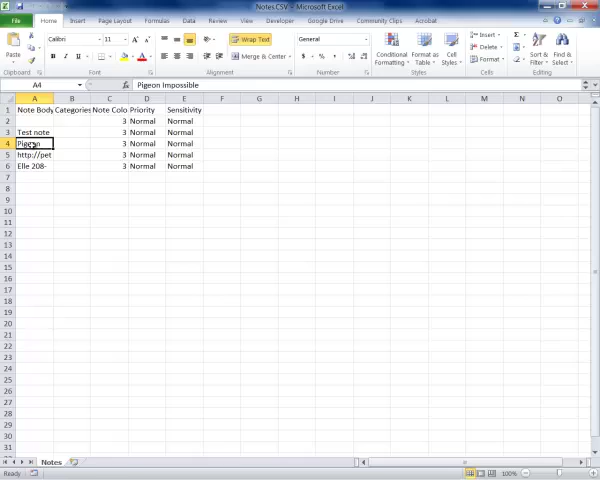 Notes.CSV - Microsoft Excel
File Home Insert Page Layout Formulas Data Review View Developer Google Drive Community Clips Acrobat
Calibri 11 Wrap Text General Insert Σ
Paste B I U Merge & Center $ % , Conditional Formatting Format as Table Cell Styles Delete Format Sort & Filter Find & Select
Clipboard Font Alignment Number Styles Cells Editing
A4 fx Pigeon Impossible
A B C D E F G H I J K L M N O
1 Note Body Categories Note Colo Priority Sensitivity
2 3 Normal Normal
3 Test note 3 Normal Normal
4 Pigeon 3 Normal Normal
5 http://pet 3 Normal Normal
6 Elle 208- 3 Normal Normal
7
8
9
10
11
12
13
14
15
16
17
18
19
20
21
22
23
24
25
26
27
28
29
30
31
Notes
Ready 100%